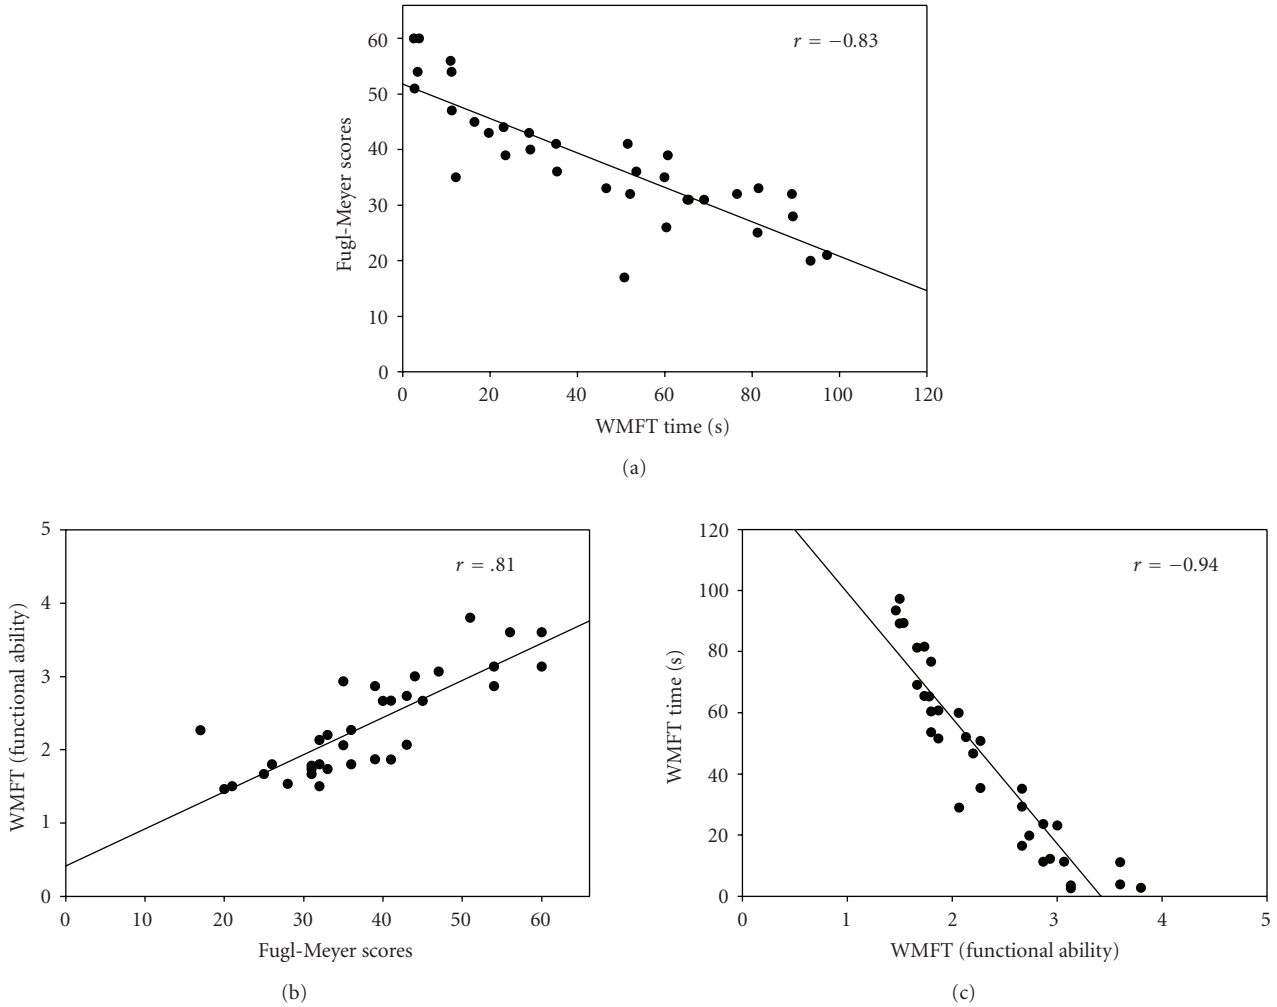 60
50
40
30
20
10
0
Fugl-Meyer scores
r = −0.83
0 20 40 60 80 100 120
WMFT time (s)
(a)
5
4
3
2
1
0
WMFT (functional ability)
r = .81
0 10 20 30 40 50 60
Fugl-Meyer scores
(b)
120
100
80
60
40
20
0
WMFT time (s)
r = −0.94
0 1 2 3 4 5
WMFT (functional ability)
(c)